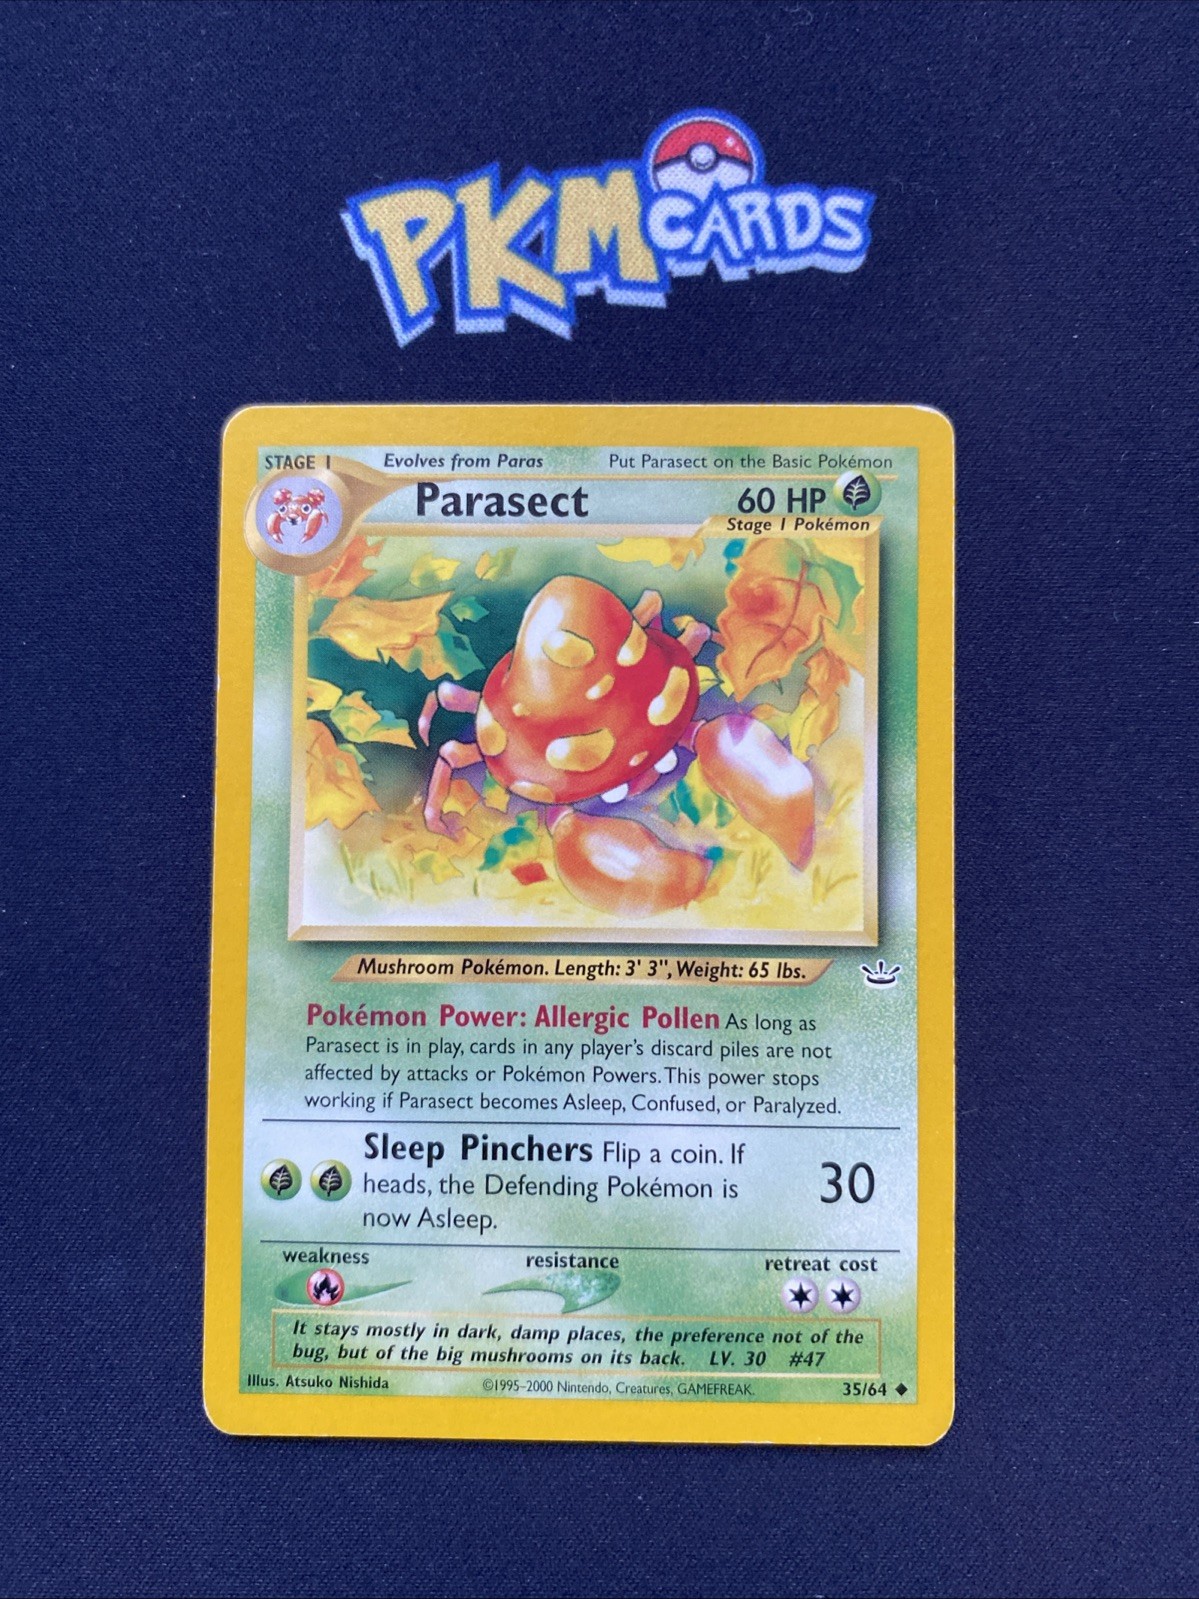 PKMCARDS
STAGE 1 Evolves from Paras Put Parasect on the Basic Pokémon
Parasect 60 HP
Stage 1 Pokémon
Mushroom Pokémon. Length: 3' 3", Weight: 65 lbs.
Pokémon Power: Allergic Pollen As long as
Parasect is in play, cards in any player's discard piles are not
affected by attacks or Pokémon Powers. This power stops
working if Parasect becomes Asleep, Confused, or Paralyzed.
Sleep Pinchers Flip a coin. If
heads, the Defending Pokémon is
now Asleep.
30
weakness resistance retreat cost
It stays mostly in dark, damp places, the preference not of the
bug, but of the big mushrooms on its back. LV. 30 #47
Illus. Atsuko Nishida ©1995–2000 Nintendo, Creatures, GAMEFREAK. 35/64